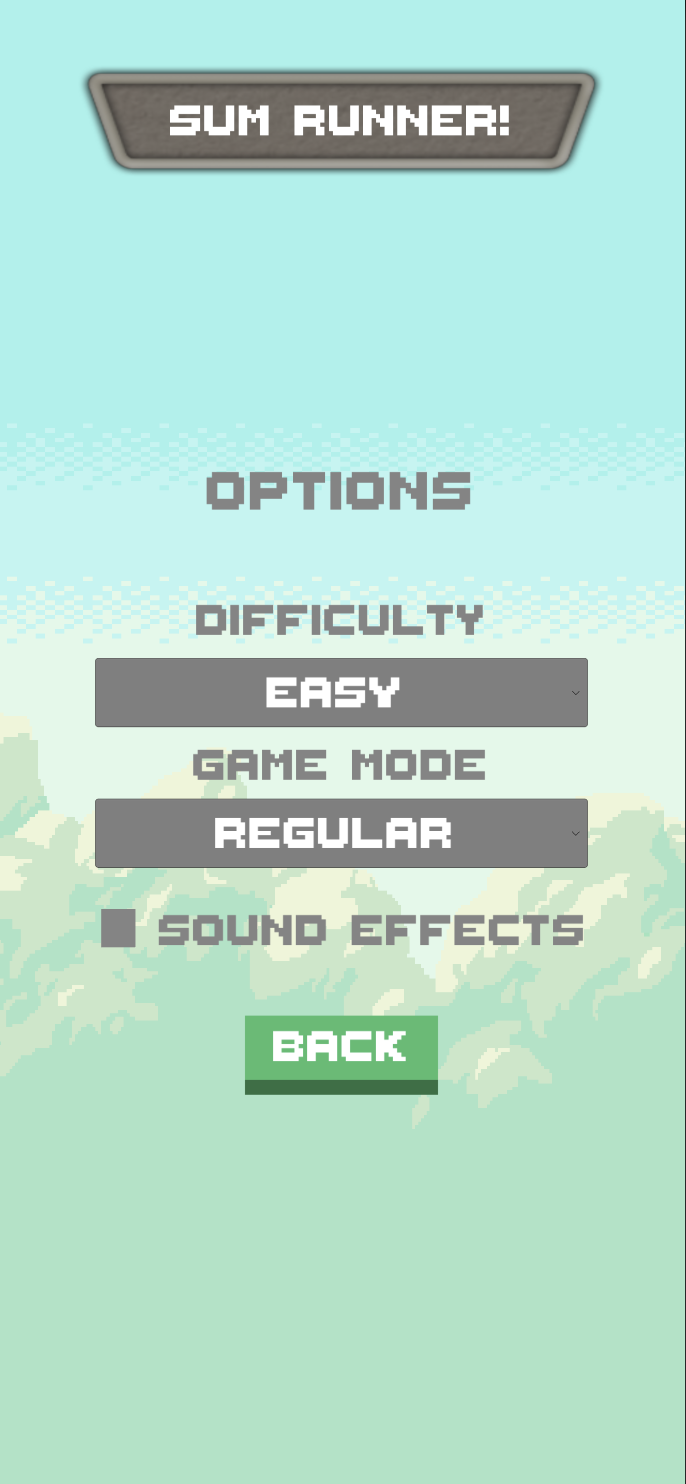 SUM RUNNER!
OPTIONS
DIFFICULTY
EASY
GAME MODE
REGULAR
SOUND EFFECTS
BACK